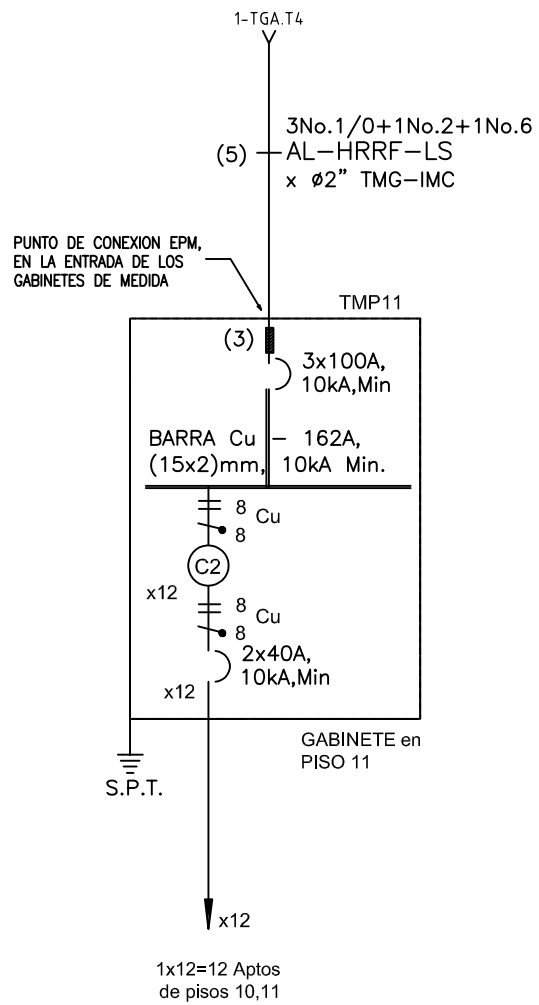 1-TGA.T4
3No.1/0+1No.2+1No.6
(5)
AL-HRRF-LS
x ø2" TMG-IMC
PUNTO DE CONEXION EPM,
EN LA ENTRADA DE LOS
GABINETES DE MEDIDA
TMP11
(3)
3x100A,
10kA,Min
BARRA Cu - 162A,
(15x2)mm, 10kA Min.
8
Cu
8
C2
x12
8
Cu
8
2x40A,
10kA,Min
x12
GABINETE en
PISO 11
S.P.T.
x12
1x12=12 Aptos
de pisos 10,11